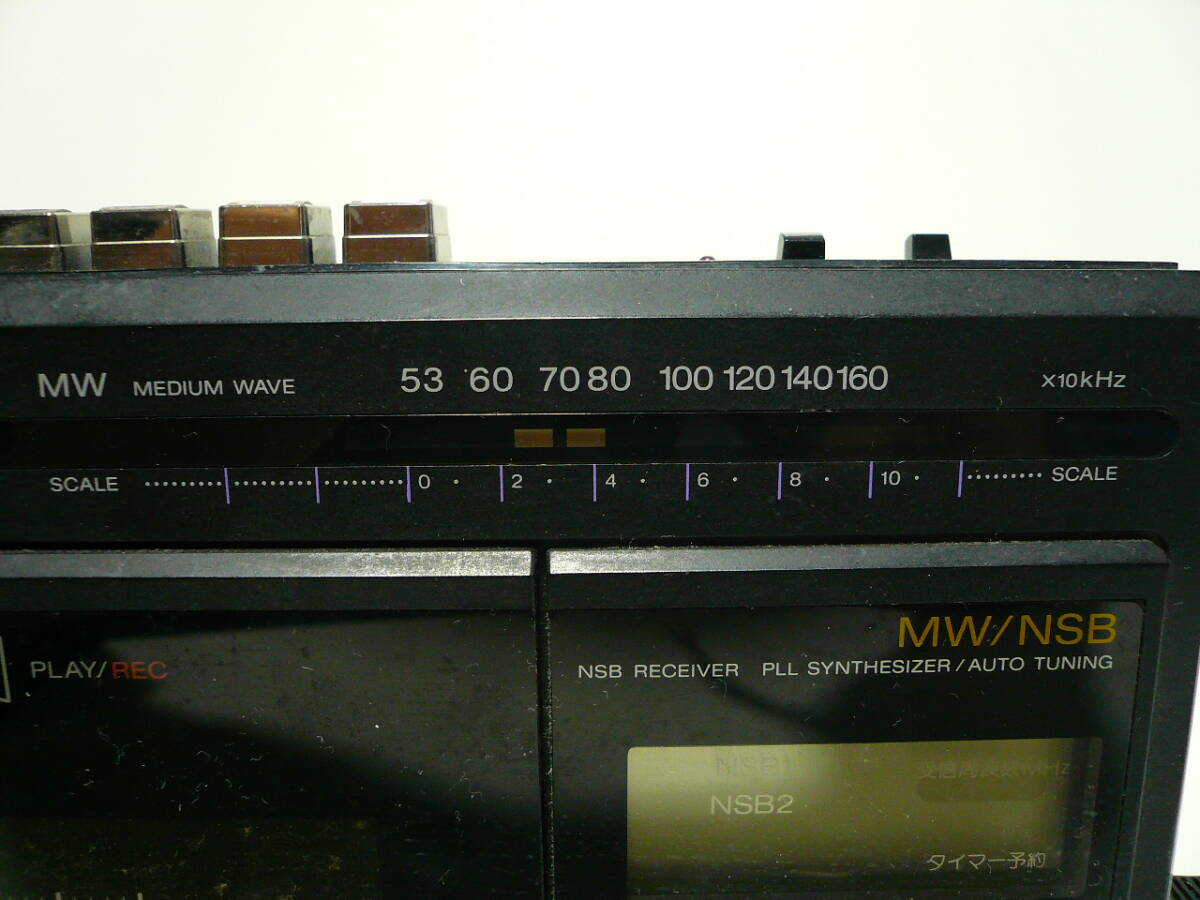 MW MEDIUM WAVE 53 60 70 80 100 120 140 160 X10kHz
SCALE 0 2 4 6 8 10 SCALE
MW/NSB
PLAY/REC
NSB RECEIVER PLL SYNTHESIZER/AUTO TUNING
NSB1 受信周波数MHz
NSB2
タイマー予約